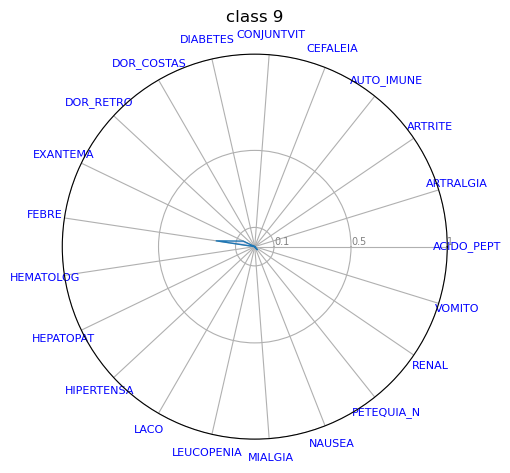 class 9
CONJUNTVIT
DIABETES
CEFALEIA
DOR_COSTAS
AUTO_IMUNE
DOR_RETRO
ARTRITE
EXANTEMA
ARTRALGIA
FEBRE
0.1
0.5
1
ACIDO_PEPT
HEMATOLOG
VOMITO
HEPATOPAT
RENAL
HIPERTENSA
PETEQUIA_N
LACO
NAUSEA
LEUCOPENIA
MIALGIA